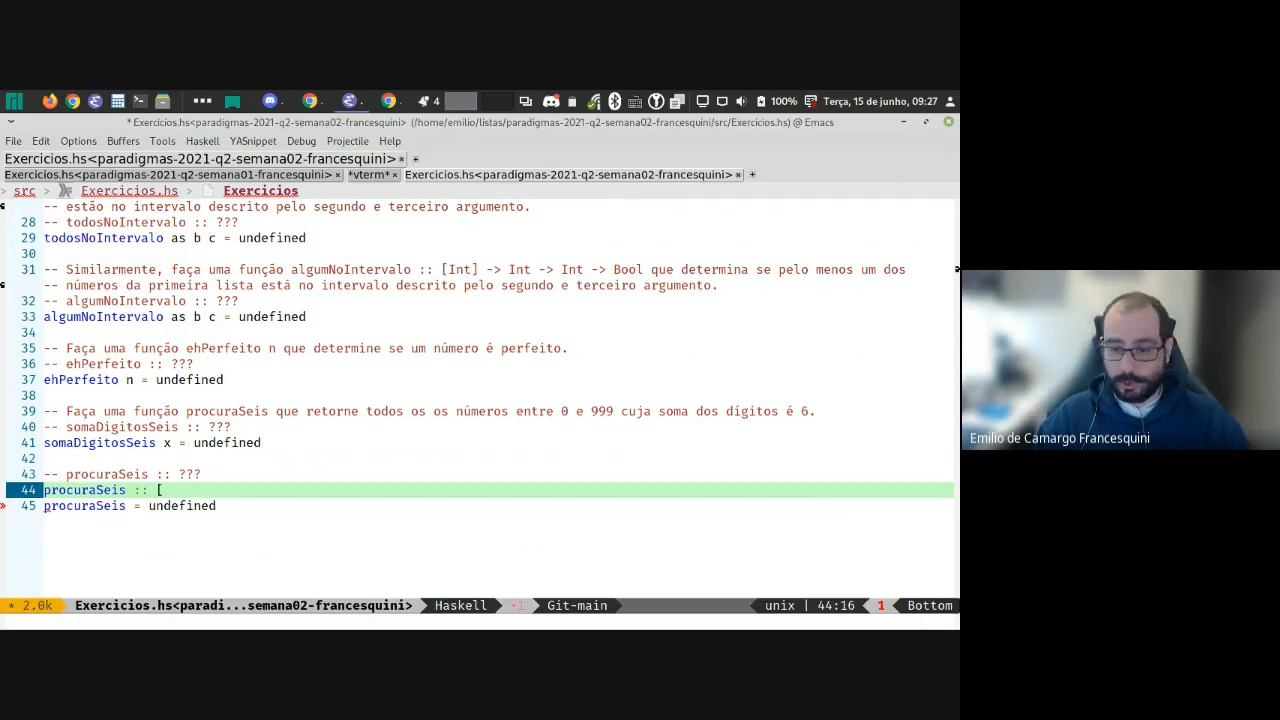 4
100%
Terça, 15 de junho, 09:27
*Exercicios.hs<paradigmas-2021-q2-semana02-francesquini> (/home/emilio/listas/paradigmas-2021-q2-semana02-francesquini/src/Exercicios.hs) @ Emacs
File Edit Options Buffers Tools Haskell YASnippet Debug Projectile Help
Exercicios.hs<paradigmas-2021-q2-semana02-francesquini> × +
Exercicios.hs<paradigmas-2021-q2-semana01-francesquini> × *vterm* × Exercicios.hs<paradigmas-2021-q2-semana02-francesquini> × +
> src > Exercicios.hs > Exercicios
-- estão no intervalo descrito pelo segundo e terceiro argumento.
28 -- todosNoIntervalo :: ???
29 todosNoIntervalo as b c = undefined
30
31 -- Similarmente, faça uma função algumNoIntervalo :: [Int] -> Int -> Int -> Bool que determina se pelo menos um dos
-- números da primeira lista está no intervalo descrito pelo segundo e terceiro argumento.
32 -- algumNoIntervalo :: ???
33 algumNoIntervalo as b c = undefined
34
35 -- Faça uma função ehPerfeito n que determine se um número é perfeito.
36 -- ehPerfeito :: ???
37 ehPerfeito n = undefined
38
39 -- Faça uma função procuraSeis que retorne todos os os números entre 0 e 999 cuja soma dos dígitos é 6.
40 -- somaDigitosSeis :: ???
41 somaDigitosSeis x = undefined
42
43 -- procuraSeis :: ???
44 procuraSeis :: [
» 45 procuraSeis = undefined
* 2.0k Exercicios.hs<paradi...semana02-francesquini> Haskell •1 Git-main unix | 44:16 1 Bottom
Emilio de Camargo Francesquini